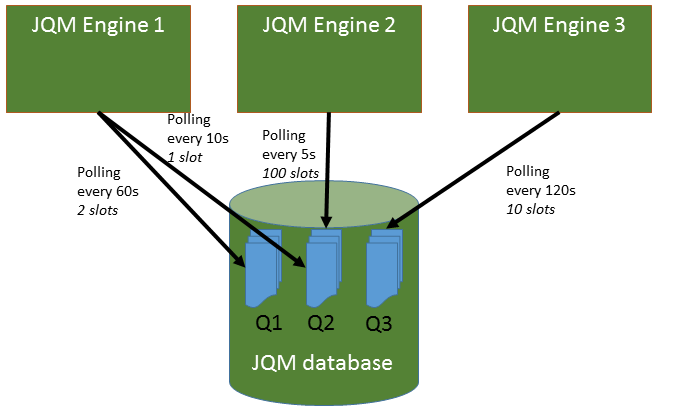 JQM Engine 1
JQM Engine 2
JQM Engine 3
Polling
every 10s
1 slot
Polling
every 5s
100 slots
Polling
every 60s
2 slots
Polling
every 120s
10 slots
Q1
Q2
Q3
JQM database